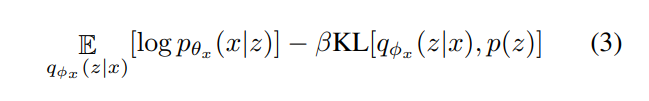 𝔼 [log p_{θ_x}(x|z)] − βKL[q_{ϕ_x}(z|x), p(z)] (3)
q_{ϕ_x}(z|x)